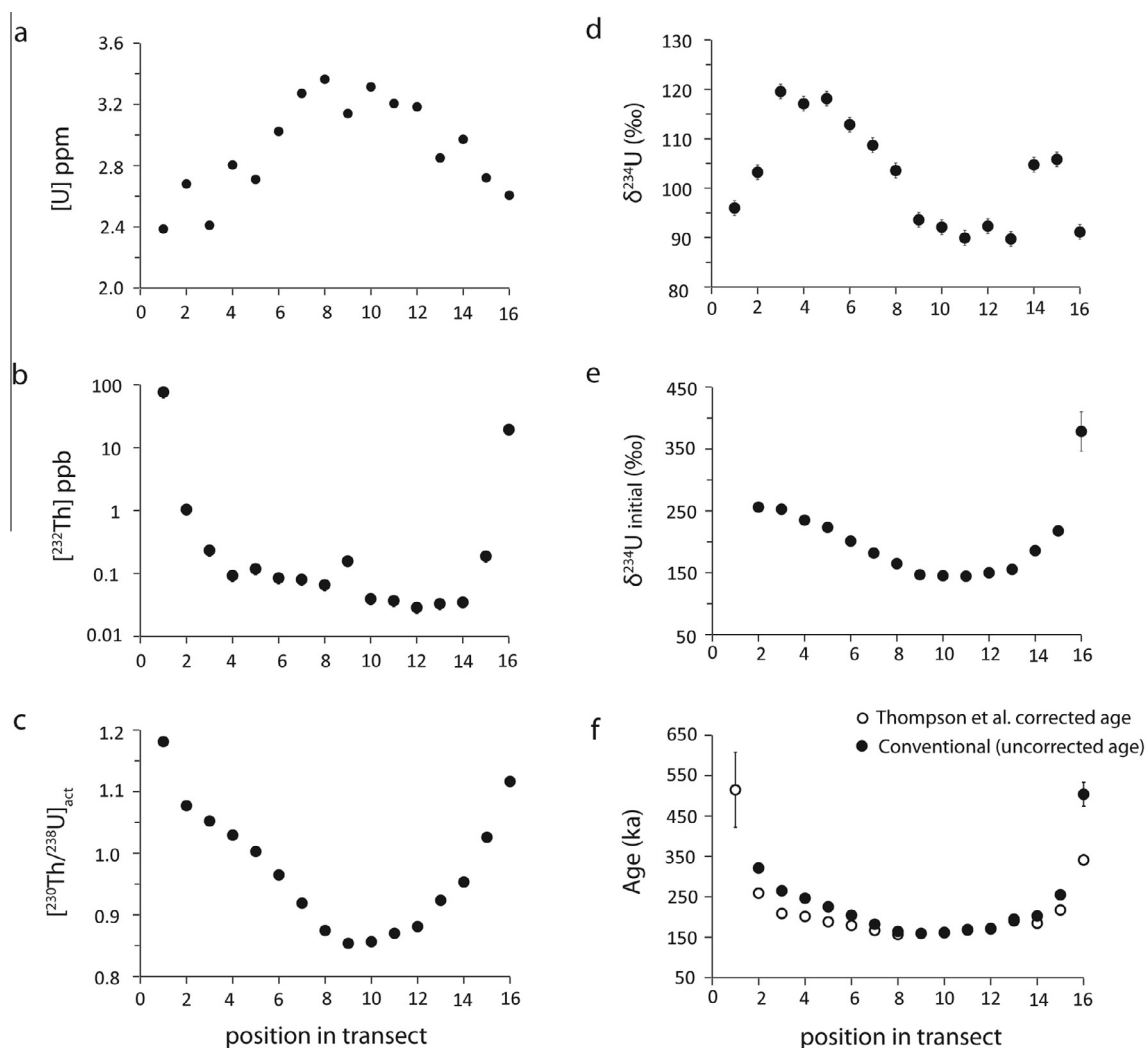 a
3.6
3.2
2.8
2.4
2.0
[U] ppm
0 2 4 6 8 10 12 14 16
b
100
10
1
0.1
0.01
[²³²Th] ppb
0 2 4 6 8 10 12 14 16
c
1.2
1.1
1.0
0.9
0.8
[²³⁰Th/²³⁸U]act
0 2 4 6 8 10 12 14 16
position in transect
d
130
120
110
100
90
80
δ²³⁴U (‰)
0 2 4 6 8 10 12 14 16
e
450
350
250
150
50
δ²³⁴U initial (‰)
0 2 4 6 8 10 12 14 16
f
Thompson et al. corrected age
Conventional (uncorrected age)
650
550
450
350
250
150
50
Age (ka)
0 2 4 6 8 10 12 14 16
position in transect